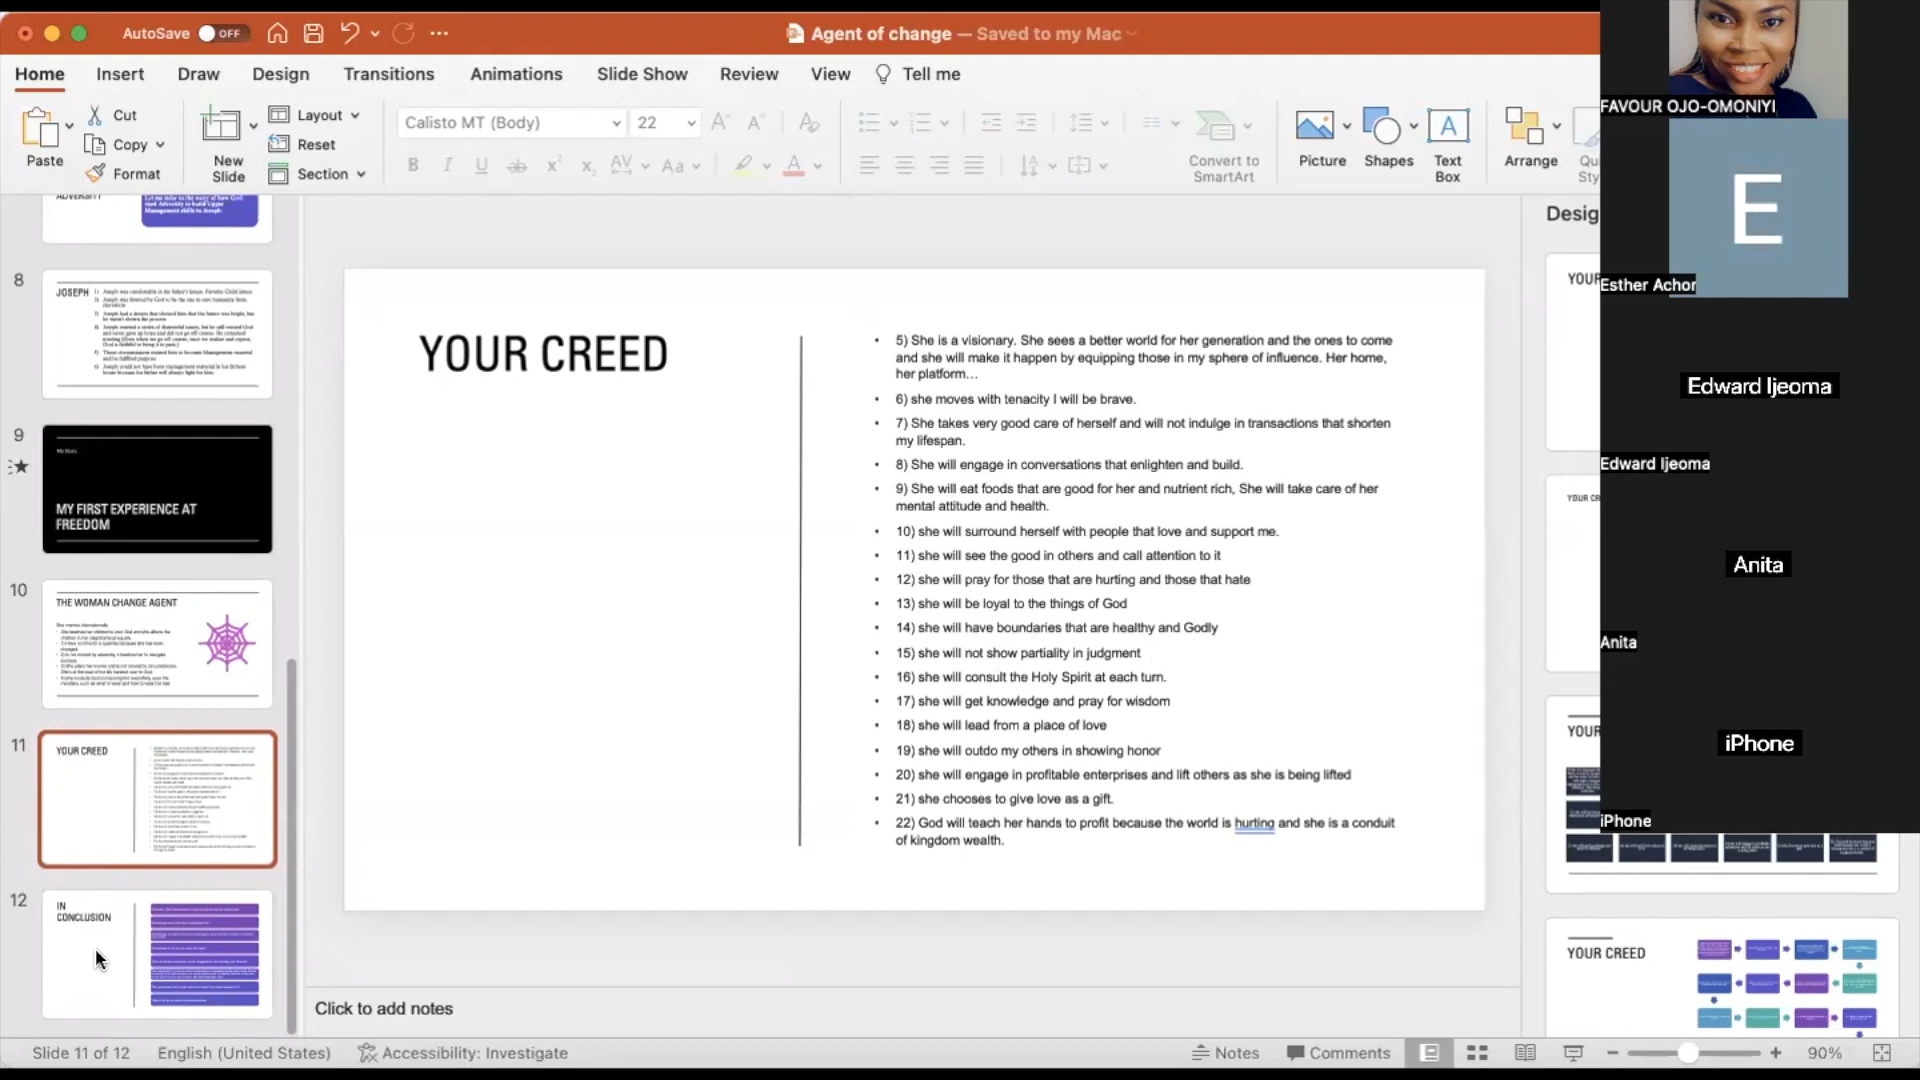 AutoSave OFF
Agent of change — Saved to my Mac
Home Insert Draw Design Transitions Animations Slide Show Review View Tell me
Paste
Cut
Copy
Format
New
Slide
Layout
Reset
Section
Calisto MT (Body) 22
Convert to
SmartArt
Picture
Shapes
Text
Box
Arrange
8
JOSEPH
9
MY FIRST EXPERIENCE AT
FREEDOM
10
THE WOMAN CHANGE AGENT
11
YOUR CREED
12
IN
CONCLUSION
YOUR CREED
• 5) She is a visionary. She sees a better world for her generation and the ones to come
and she will make it happen by equipping those in my sphere of influence. Her home,
her platform…
• 6) she moves with tenacity I will be brave.
• 7) She takes very good care of herself and will not indulge in transactions that shorten
my lifespan.
• 8) She will engage in conversations that enlighten and build.
• 9) She will eat foods that are good for her and nutrient rich, She will take care of her
mental attitude and health.
• 10) she will surround herself with people that love and support me.
• 11) she will see the good in others and call attention to it
• 12) she will pray for those that are hurting and those that hate
• 13) she will be loyal to the things of God
• 14) she will have boundaries that are healthy and Godly
• 15) she will not show partiality in judgment
• 16) she will consult the Holy Spirit at each turn.
• 17) she will get knowledge and pray for wisdom
• 18) she will lead from a place of love
• 19) she will outdo my others in showing honor
• 20) she will engage in profitable enterprises and lift others as she is being lifted
• 21) she chooses to give love as a gift.
• 22) God will teach her hands to profit because the world is hurting and she is a conduit
of kingdom wealth.
Click to add notes
Desig
YOUR CREED
FAVOUR OJO-OMONIYI
E
Esther Achor
Edward Ijeoma
Edward Ijeoma
Anita
Anita
iPhone
iPhone
Slide 11 of 12 English (United States) Accessibility: Investigate Notes Comments 90%